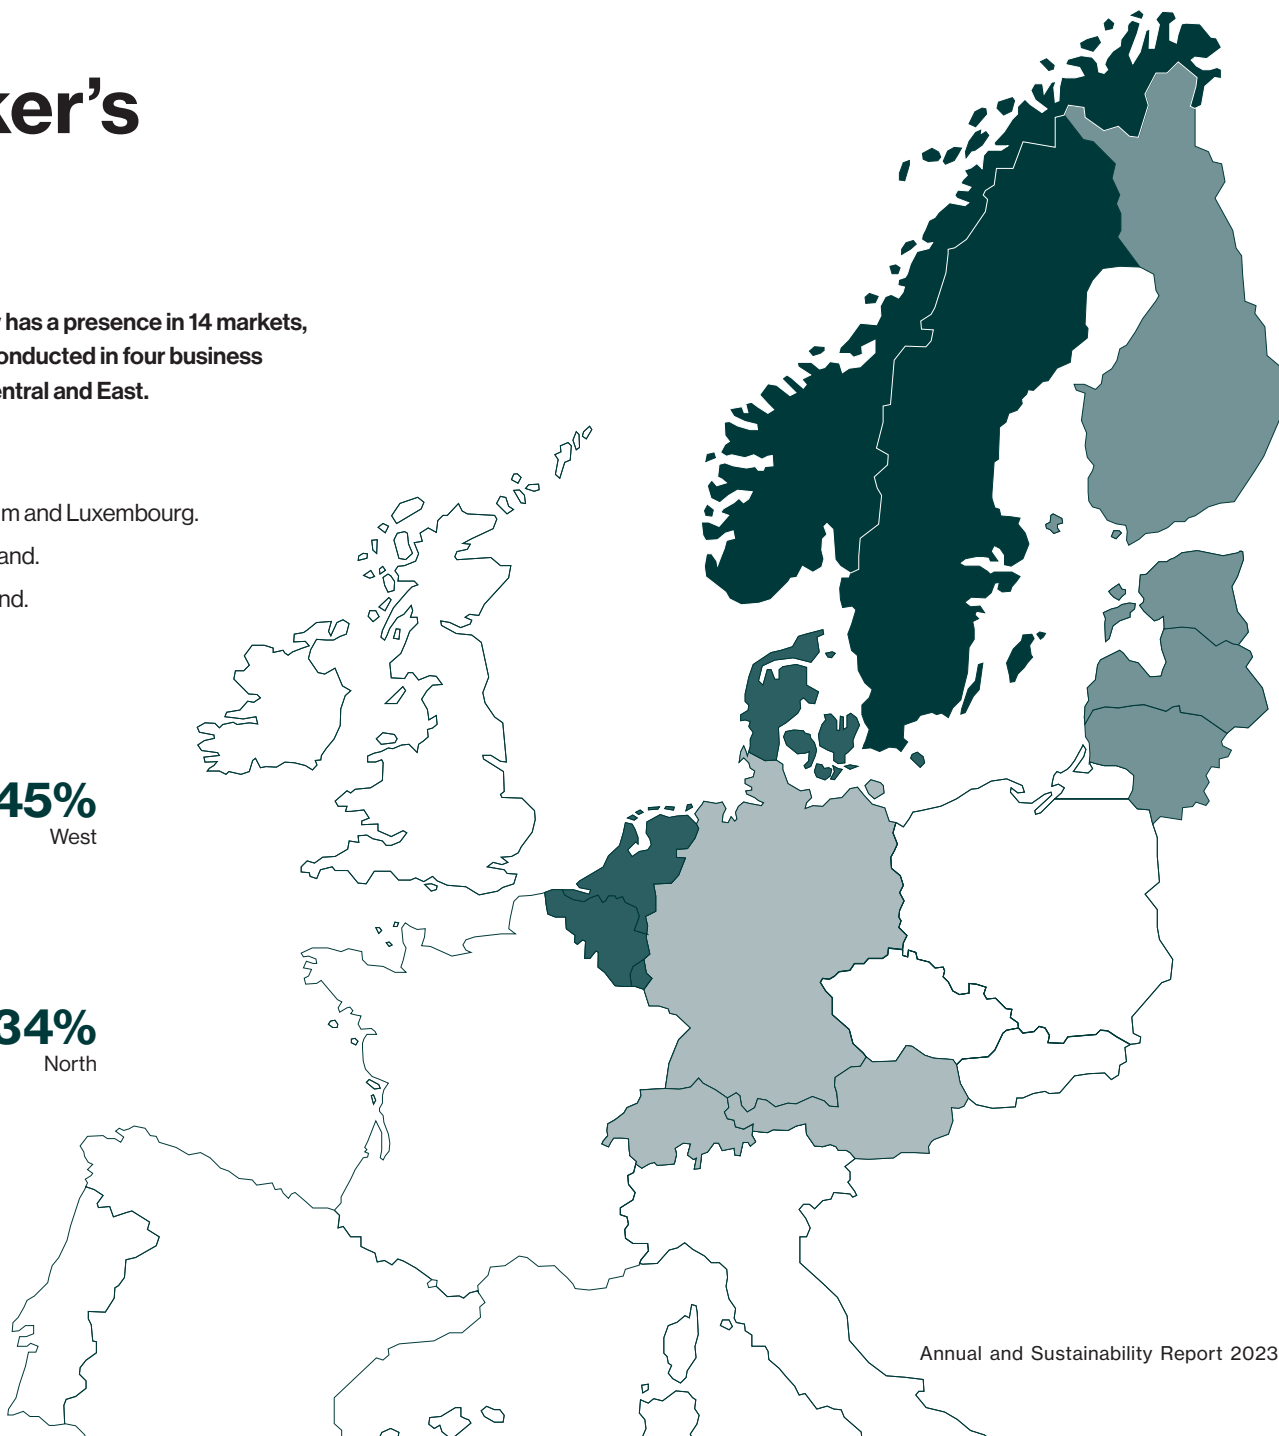 ker’s
has a presence in 14 markets,
onducted in four business
entral and East.
m and Luxembourg.
and.
nd.
45%
West
34%
North
Annual and Sustainability Report 2023